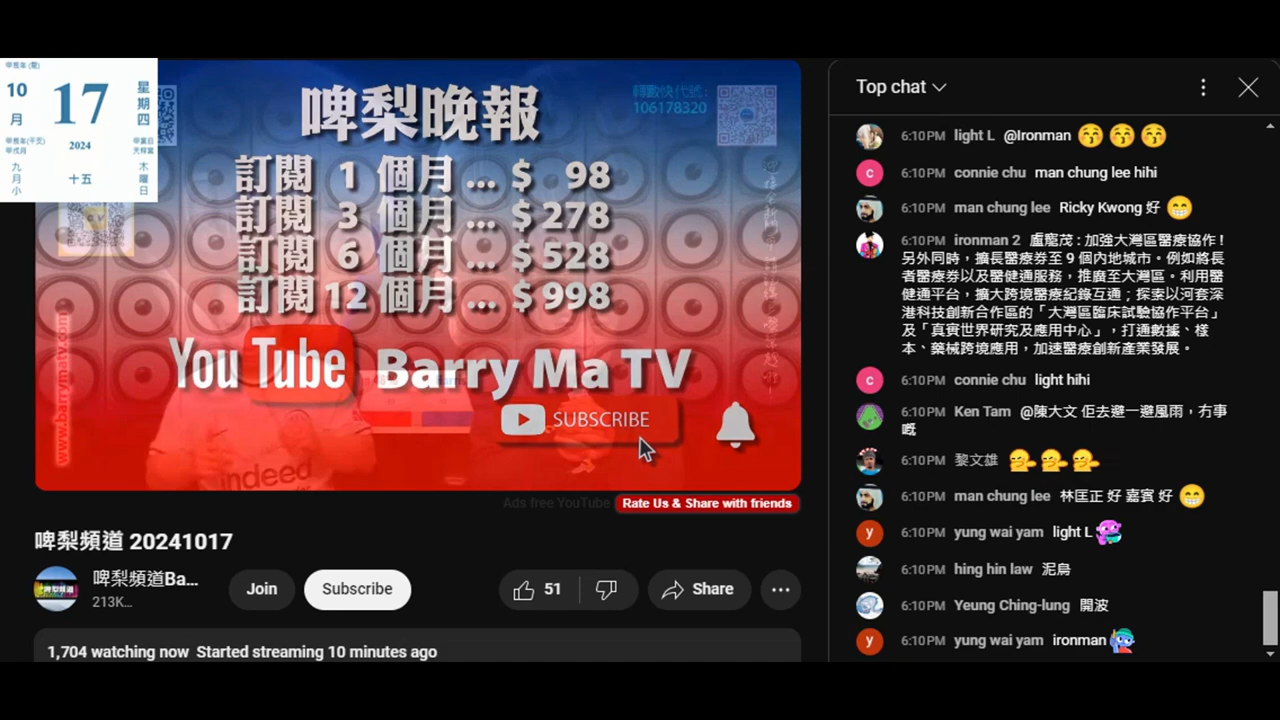 甲辰年 (龍)
10
月
17
星期四
2024
十五
九月小
木曜日
轉數快代號:
106178320
啤梨晚報
訂閱 1 個月 ... $ 98
訂閱 3 個月 ... $ 278
訂閱 6 個月 ... $ 528
訂閱 12 個月 ... $ 998
YouTube Barry Ma TV
SUBSCRIBE
www.barrymatv.com
indeed
Ads free YouTube
Rate Us & Share with friends
啤梨頻道 20241017
啤梨頻道Ba...
213K...
Join
Subscribe
51
Share
1,704 watching now Started streaming 10 minutes ago
Top chat
6:10PM light L @Ironman
6:10PM connie chu man chung lee hihi
6:10PM man chung lee Ricky Kwong 好
6:10PM ironman 2 盧寵茂 : 加強大灣區醫療協作 !
另外同時，擴長醫療券至 9 個內地城市。例如將長
者醫療券以及醫健通服務，推廣至大灣區。利用醫
健通平台，擴大跨境醫療紀錄互通；探索以河套深
港科技創新合作區的「大灣區臨床試驗協作平台」
及「真實世界研究及應用中心」，打通數據、樣
本、藥械跨境應用，加速醫療創新產業發展。
6:10PM connie chu light hihi
6:10PM Ken Tam @陳大文 佢去避一避風雨，冇事
嘅
6:10PM 黎文雄
6:10PM man chung lee 林匡正 好 嘉賓 好
6:10PM yung wai yam light L
6:10PM hing hin law 泥鳥
6:10PM Yeung Ching-lung 開波
6:10PM yung wai yam ironman